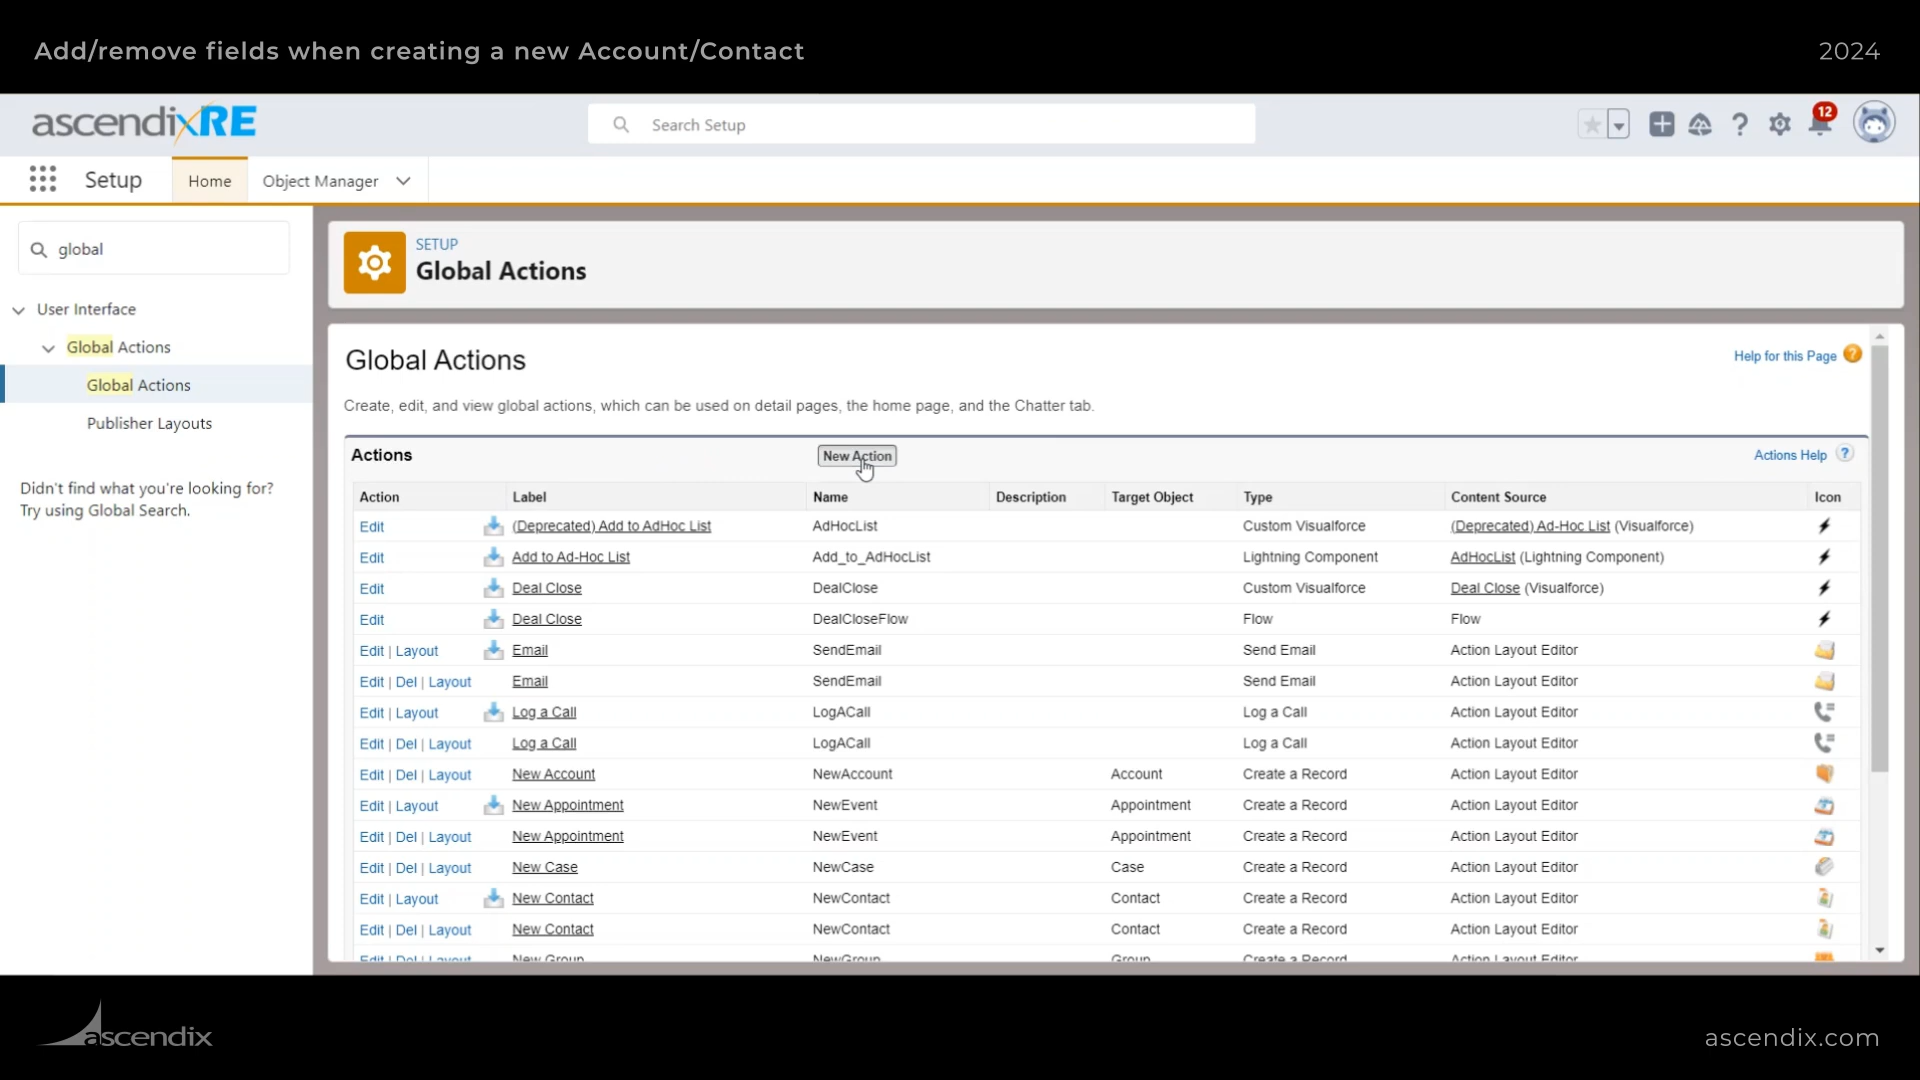 Add/remove fields when creating a new Account/Contact
2024
ascendixRE
Search Setup
12
Setup
Home
Object Manager
global
User Interface
Global Actions
Global Actions
Publisher Layouts
Didn't find what you're looking for?
Try using Global Search.
SETUP
Global Actions
Global Actions
Help for this Page ?
Create, edit, and view global actions, which can be used on detail pages, the home page, and the Chatter tab.
Actions
New Action
Actions Help ?
Action Label Name Description Target Object Type Content Source Icon
Edit (Deprecated) Add to AdHoc List AdHocList Custom Visualforce (Deprecated) Ad-Hoc List (Visualforce)
Edit Add to Ad-Hoc List Add_to_AdHocList Lightning Component AdHocList (Lightning Component)
Edit Deal Close DealClose Custom Visualforce Deal Close (Visualforce)
Edit Deal Close DealCloseFlow Flow Flow
Edit | Layout Email SendEmail Send Email Action Layout Editor
Edit | Del | Layout Email SendEmail Send Email Action Layout Editor
Edit | Layout Log a Call LogACall Log a Call Action Layout Editor
Edit | Del | Layout Log a Call LogACall Log a Call Action Layout Editor
Edit | Del | Layout New Account NewAccount Account Create a Record Action Layout Editor
Edit | Layout New Appointment NewEvent Appointment Create a Record Action Layout Editor
Edit | Del | Layout New Appointment NewEvent Appointment Create a Record Action Layout Editor
Edit | Del | Layout New Case NewCase Case Create a Record Action Layout Editor
Edit | Layout New Contact NewContact Contact Create a Record Action Layout Editor
Edit | Del | Layout New Contact NewContact Contact Create a Record Action Layout Editor
Edit | Del | Layout New Group NewGroup Group Create a Record Action Layout Editor
ascendix
ascendix.com